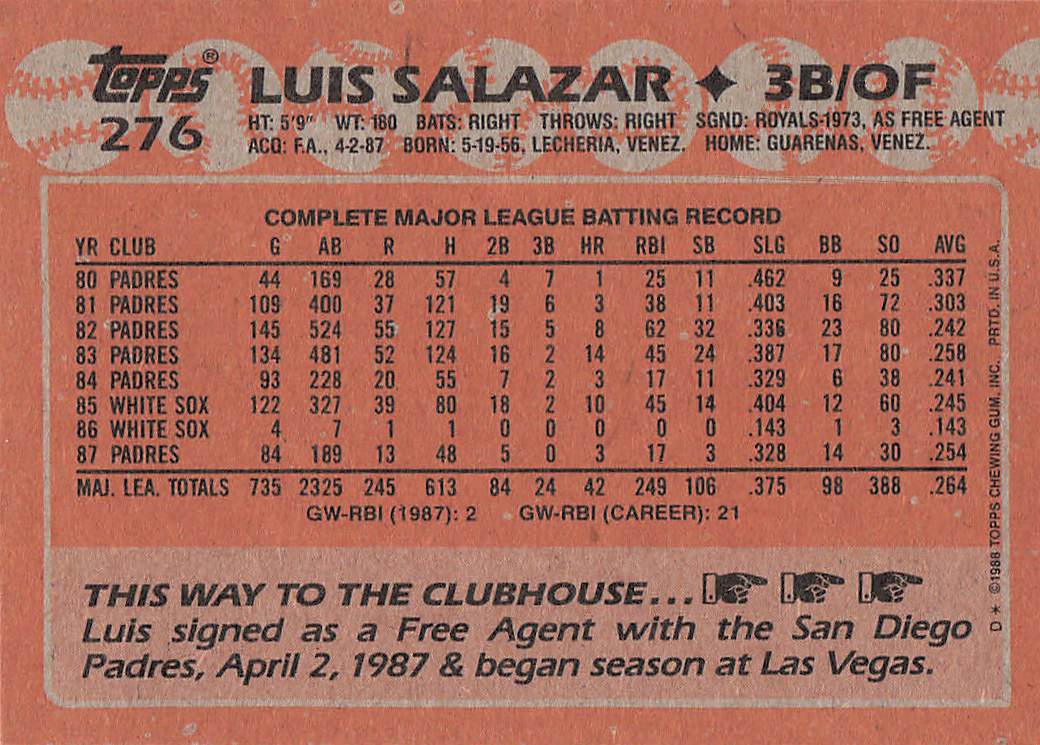 Topps® LUIS SALAZAR ✦ 3B/OF
276 HT: 5'9" WT: 180 BATS: RIGHT THROWS: RIGHT SGND: ROYALS-1973, AS FREE AGENT
ACQ: F.A., 4-2-87 BORN: 5-19-56, LECHERIA, VENEZ. HOME: GUARENAS, VENEZ.
COMPLETE MAJOR LEAGUE BATTING RECORD
YR CLUB G AB R H 2B 3B HR RBI SB SLG BB SO AVG
80 PADRES 44 169 28 57 4 7 1 25 11 .462 9 25 .337
81 PADRES 109 400 37 121 19 6 3 38 11 .403 16 72 .303
82 PADRES 145 524 55 127 15 5 8 62 32 .336 23 80 .242
83 PADRES 134 481 52 124 16 2 14 45 24 .387 17 80 .258
84 PADRES 93 228 20 55 7 2 3 17 11 .329 6 38 .241
85 WHITE SOX 122 327 39 80 18 2 10 45 14 .404 12 60 .245
86 WHITE SOX 4 7 1 1 0 0 0 0 0 .143 1 3 .143
87 PADRES 84 189 13 48 5 0 3 17 3 .328 14 30 .254
MAJ. LEA. TOTALS 735 2325 245 613 84 24 42 249 106 .375 98 388 .264
GW-RBI (1987): 2 GW-RBI (CAREER): 21
THIS WAY TO THE CLUBHOUSE...
Luis signed as a Free Agent with the San Diego
Padres, April 2, 1987 & began season at Las Vegas.
D* ©1988 TOPPS CHEWING GUM, INC. PRTD. IN U.S.A.